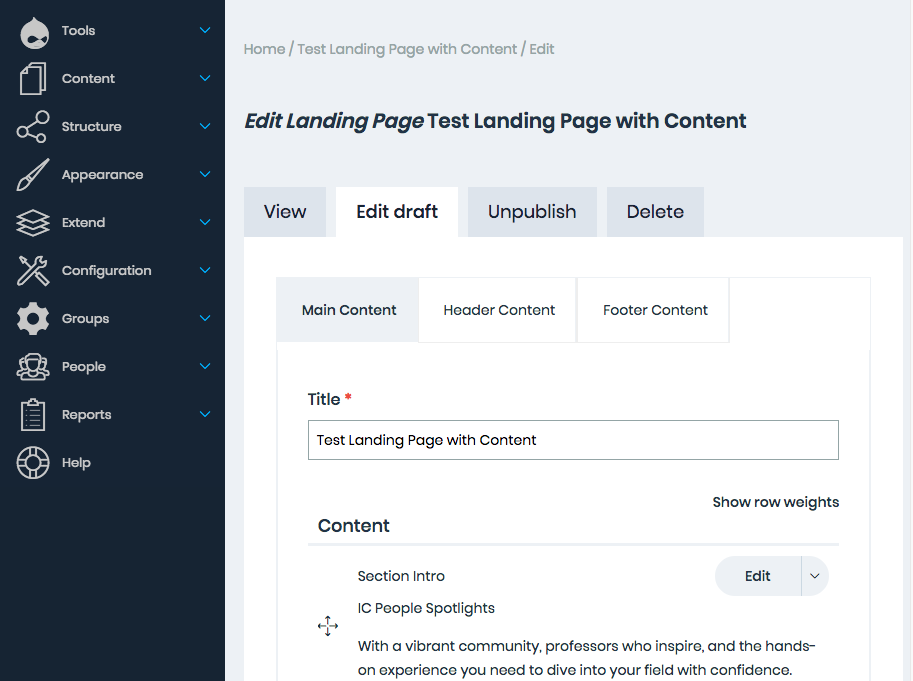 Tools
Content
Structure
Appearance
Extend
Configuration
Groups
People
Reports
Help
Home / Test Landing Page with Content / Edit
Edit Landing Page Test Landing Page with Content
View
Edit draft
Unpublish
Delete
Main Content
Header Content
Footer Content
Title *
Test Landing Page with Content
Show row weights
Content
Section Intro
Edit
IC People Spotlights
With a vibrant community, professors who inspire, and the hands-
on experience you need to dive into your field with confidence.